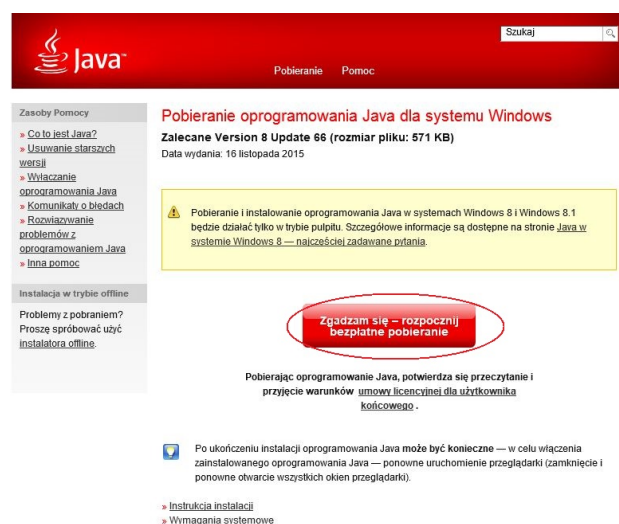 Szukaj
Java
Pobieranie Pomoc
Zasoby Pomocy
» Co to jest Java?
» Usuwanie starszych
wersji
» Wyłączanie
oprogramowania Java
» Komunikaty o błędach
» Rozwiązywanie
problemów z
oprogramowaniem Java
» Inna pomoc
Instalacja w trybie offline
Problemy z pobraniem?
Proszę spróbować użyć
instalatora offline.
Pobieranie oprogramowania Java dla systemu Windows
Zalecane Version 8 Update 66 (rozmiar pliku: 571 KB)
Data wydania: 16 listopada 2015
Pobieranie i instalowanie oprogramowania Java w systemach Windows 8 i Windows 8.1
będzie działać tylko w trybie pulpitu. Szczegółowe informacje są dostępne na stronie Java w
systemie Windows 8 — najczęściej zadawane pytania.
Zgadzam się – rozpocznij
bezpłatne pobieranie
Pobierając oprogramowanie Java, potwierdza się przeczytanie i
przyjęcie warunków umowy licencyjnej dla użytkownika
końcowego .
Po ukończeniu instalacji oprogramowania Java może być konieczne — w celu włączenia
zainstalowanego oprogramowania Java — ponowne uruchomienie przeglądarki (zamknięcie i
ponowne otwarcie wszystkich okien przeglądarki).
» Instrukcja instalacji
» Wymagania systemowe